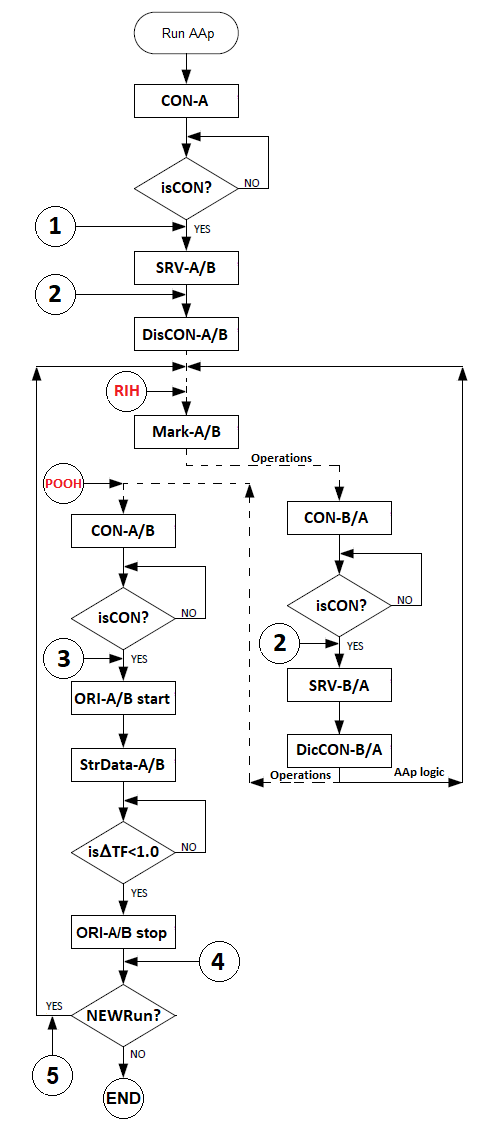 Run AAp
CON-A
isCON?
NO
1
YES
SRV-A/B
2
DisCON-A/B
RIH
Mark-A/B
Operations
POOH
CON-A/B
CON-B/A
isCON?
NO
isCON?
NO
2
YES
3
YES
ORI-A/B start
SRV-B/A
StrData-A/B
DicCON-B/A
Operations
AAp logic
isΔTF<1.0
NO
YES
ORI-A/B stop
4
YES
NEWRun?
5
NO
END